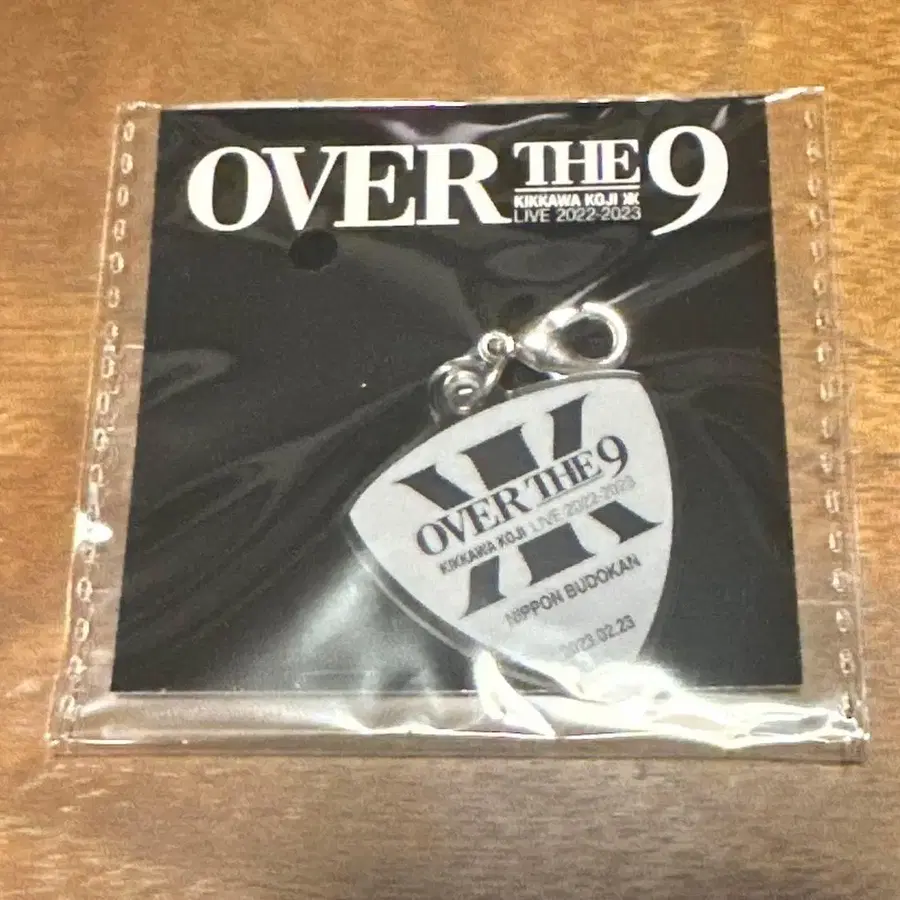 OVER THE 9
KIKKAWA KOJI
LIVE 2022-2023
OVER THE 9
KIKKAWA KOJI LIVE 2022-2023
NIPPON BUDOKAN
2023.02.23